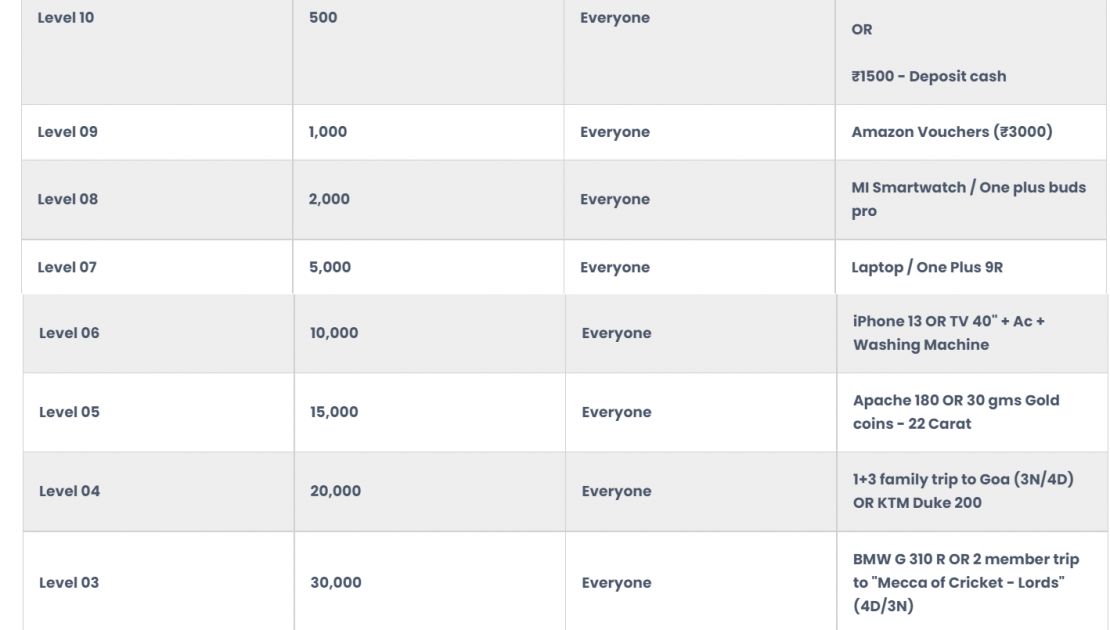 Level 10 500 Everyone
OR
₹1500 - Deposit cash
Level 09 1,000 Everyone Amazon Vouchers (₹3000)
Level 08 2,000 Everyone MI Smartwatch / One plus buds
pro
Level 07 5,000 Everyone Laptop / One Plus 9R
Level 06 10,000 Everyone iPhone 13 OR TV 40" + Ac +
Washing Machine
Level 05 15,000 Everyone Apache 180 OR 30 gms Gold
coins - 22 Carat
Level 04 20,000 Everyone 1+3 family trip to Goa (3N/4D)
OR KTM Duke 200
Level 03 30,000 Everyone BMW G 310 R OR 2 member trip
to "Mecca of Cricket - Lords"
(4D/3N)